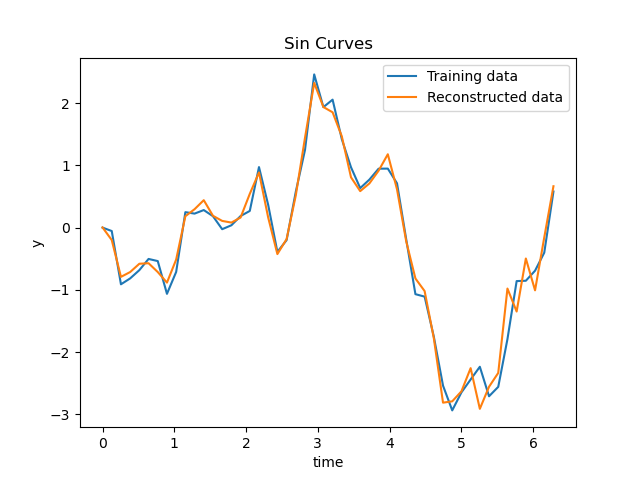 Sin Curves
Training data
Reconstructed data
2
1
0
−1
−2
−3
y
0 1 2 3 4 5 6
time